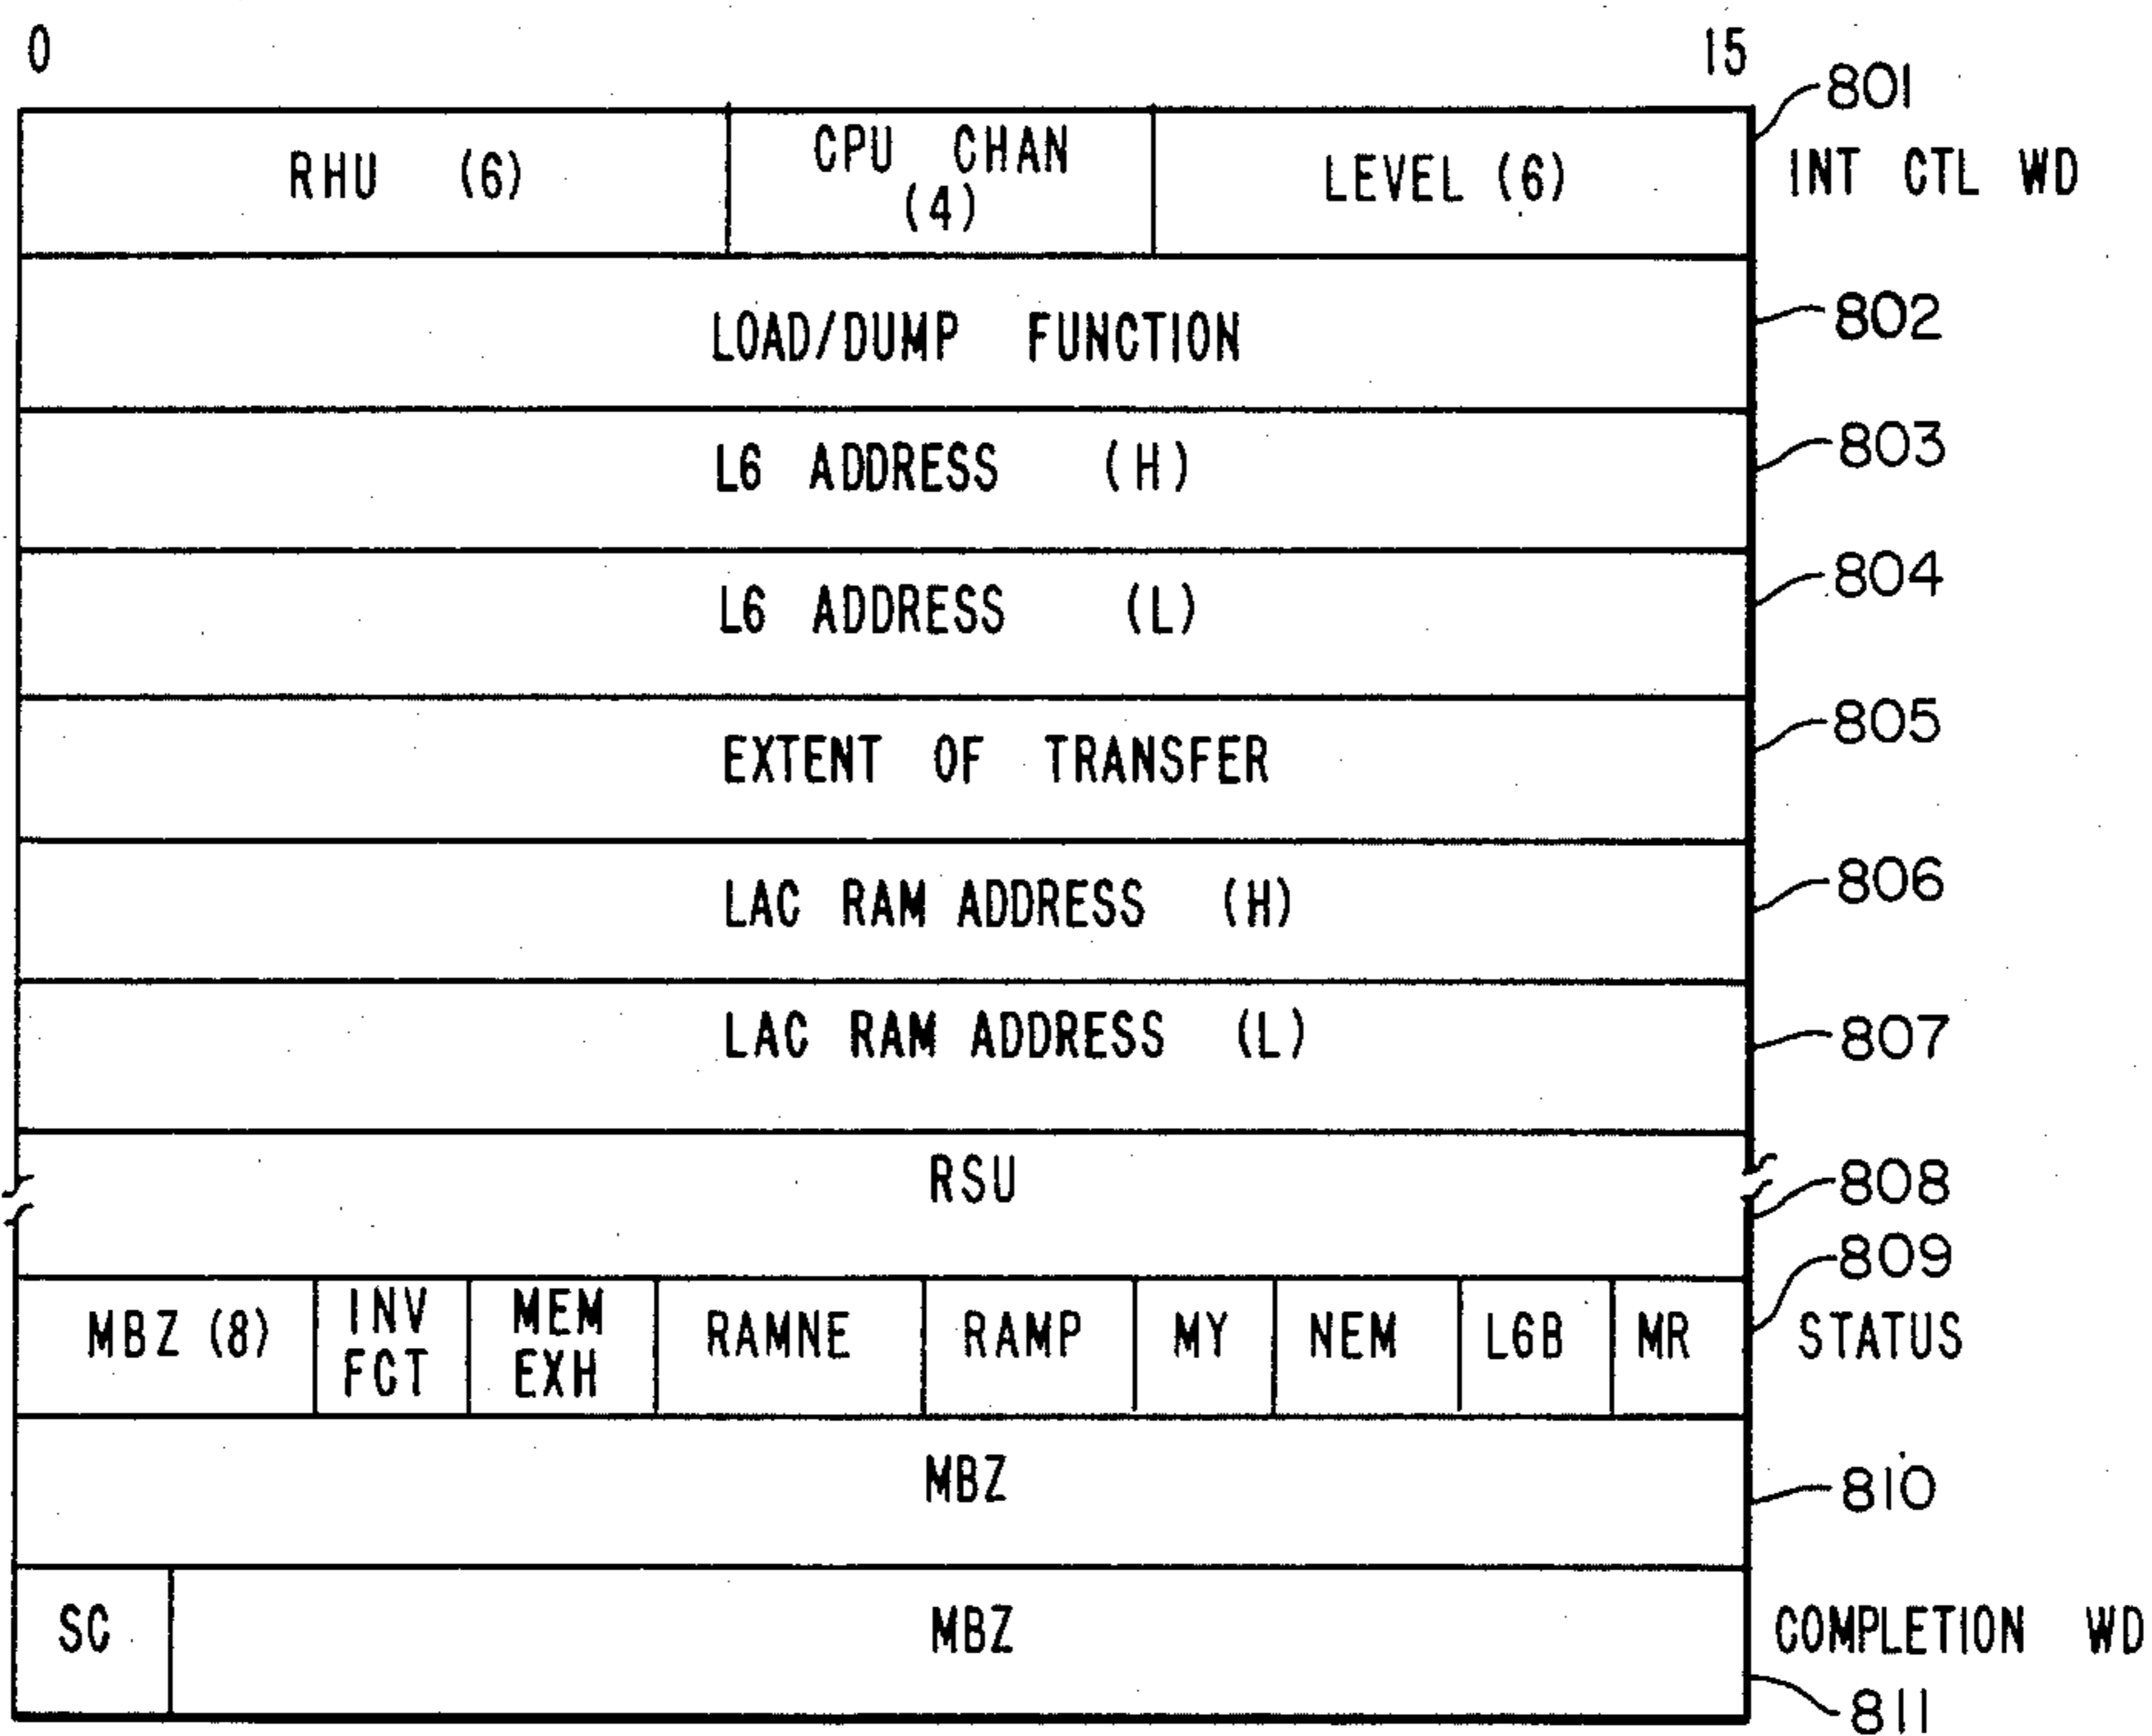 0 15
801
RHU (6) CPU CHAN (4) LEVEL (6) INT CTL WD
LOAD/DUMP FUNCTION 802
L6 ADDRESS (H) 803
L6 ADDRESS (L) 804
EXTENT OF TRANSFER 805
LAC RAM ADDRESS (H) 806
LAC RAM ADDRESS (L) 807
RSU 808
809
MBZ (8) INV FCT MEM EXH RAMNE RAMP MY NEM L6B MR STATUS
MBZ 810
SC MBZ COMPLETION WD
811